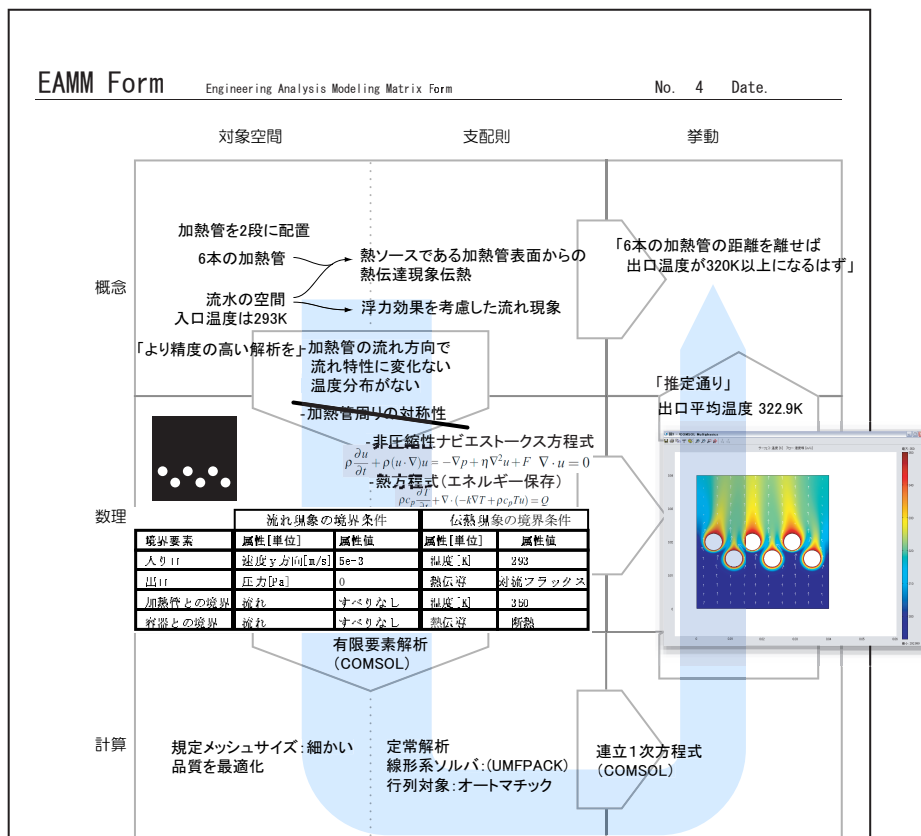 EAMM Form Engineering Analysis Modeling Matrix Form No. 4 Date.
対象空間 支配則 挙動
概念
加熱管を2段に配置
6本の加熱管
流水の空間
入口温度は293K
熱ソースである加熱管表面からの
熱伝達現象伝熱
浮力効果を考慮した流れ現象
「6本の加熱管の距離を離せば
出口温度が320K以上になるはず」
「より精度の高い解析を」
-加熱管の流れ方向で
流れ特性に変化ない
温度分布がない
-加熱管周りの対称性
「推定通り」
出口平均温度 322.9K
数理
-非圧縮性ナビエストークス方程式
ρ∂u/∂t + ρ(u·∇)u = −∇p + η∇²u + F ∇·u = 0
-熱方程式(エネルギー保存)
ρc_p ∂T/∂t + ∇·(−k∇T + ρc_pTu) = Q
流れ現象の境界条件 伝熱現象の境界条件
境界要素 属性[単位] 属性値 属性[単位] 属性値
入り口 速度y方向[m/s] 5e-3 温度[K] 293
出口 圧力[Pa] 0 熱伝導 対流フラックス
加熱管との境界 流れ すべりなし 温度[K] 350
容器との境界 流れ すべりなし 熱伝導 断熱
有限要素解析
(COMSOL)
計算
規定メッシュサイズ:細かい
品質を最適化
定常解析
線形系ソルバ:(UMFPACK)
行列対象:オートマチック
連立1次方程式
(COMSOL)